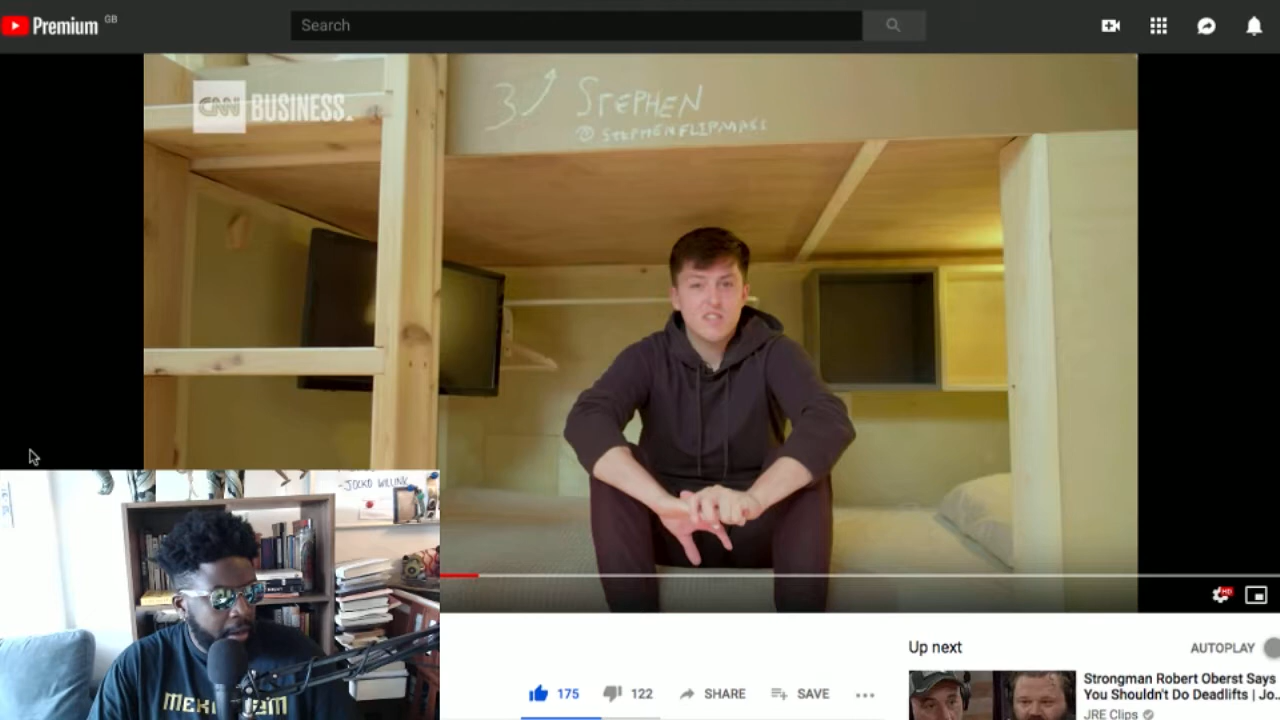 Premium GB
Search
CNN BUSINESS
3 STEPHEN
-JOCKO WILLINK
HD
Up next
AUTOPLAY
175
122
SHARE
SAVE
Strongman Robert Oberst Says
You Shouldn't Do Deadlifts | Jo...
JRE Clips